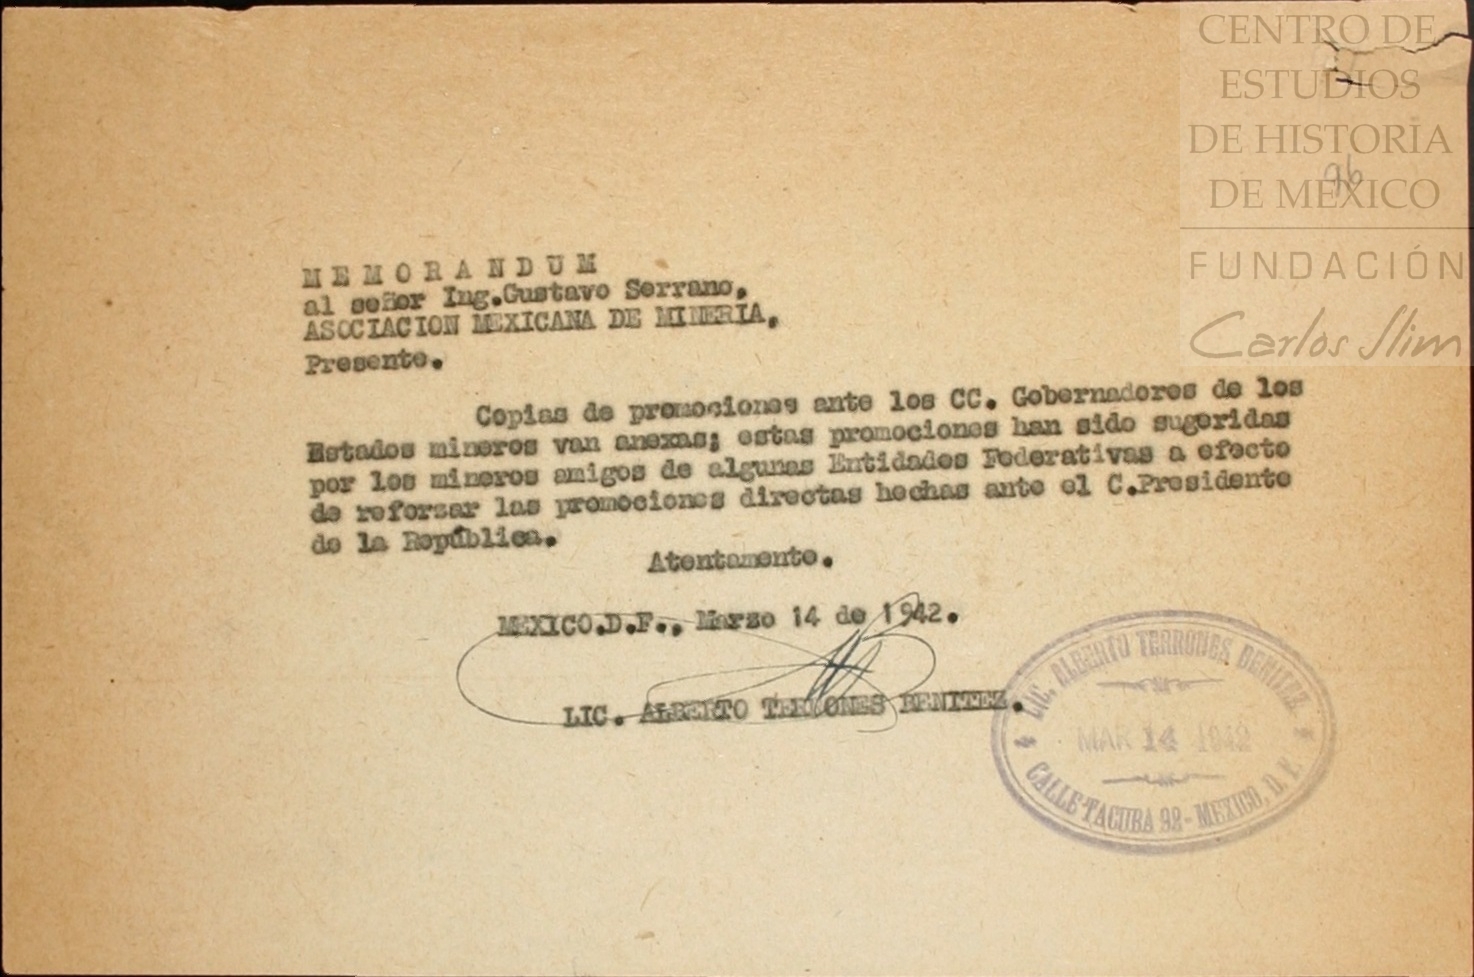 CENTRO DE
ESTUDIOS
DE HISTORIA
DE MÉXICO
FUNDACIÓN
Carlos Slim
96
MEMORANDUM
al señor Ing.Gustavo Serrano,
ASOCIACION MEXICANA DE MINERIA,
Presente.
Copias de promociones ante los CC. Gobernadores de los
Estados mineros van anexas; estas promociones han sido sugeridas
por los mineros amigos de algunas Entidades Federativas a efecto
de reforzar las promociones directas hechas ante el C.Presidente
de la República.
Atentamente.
MEXICO.D.F., Marzo 14 de 1942.
LIC. ALBERTO TERRONES BENITEZ.
LIC. ALBERTO TERRONES BENITEZ
MAR 14 1942
CALLE TACUBA 92 - MEXICO, D. F.